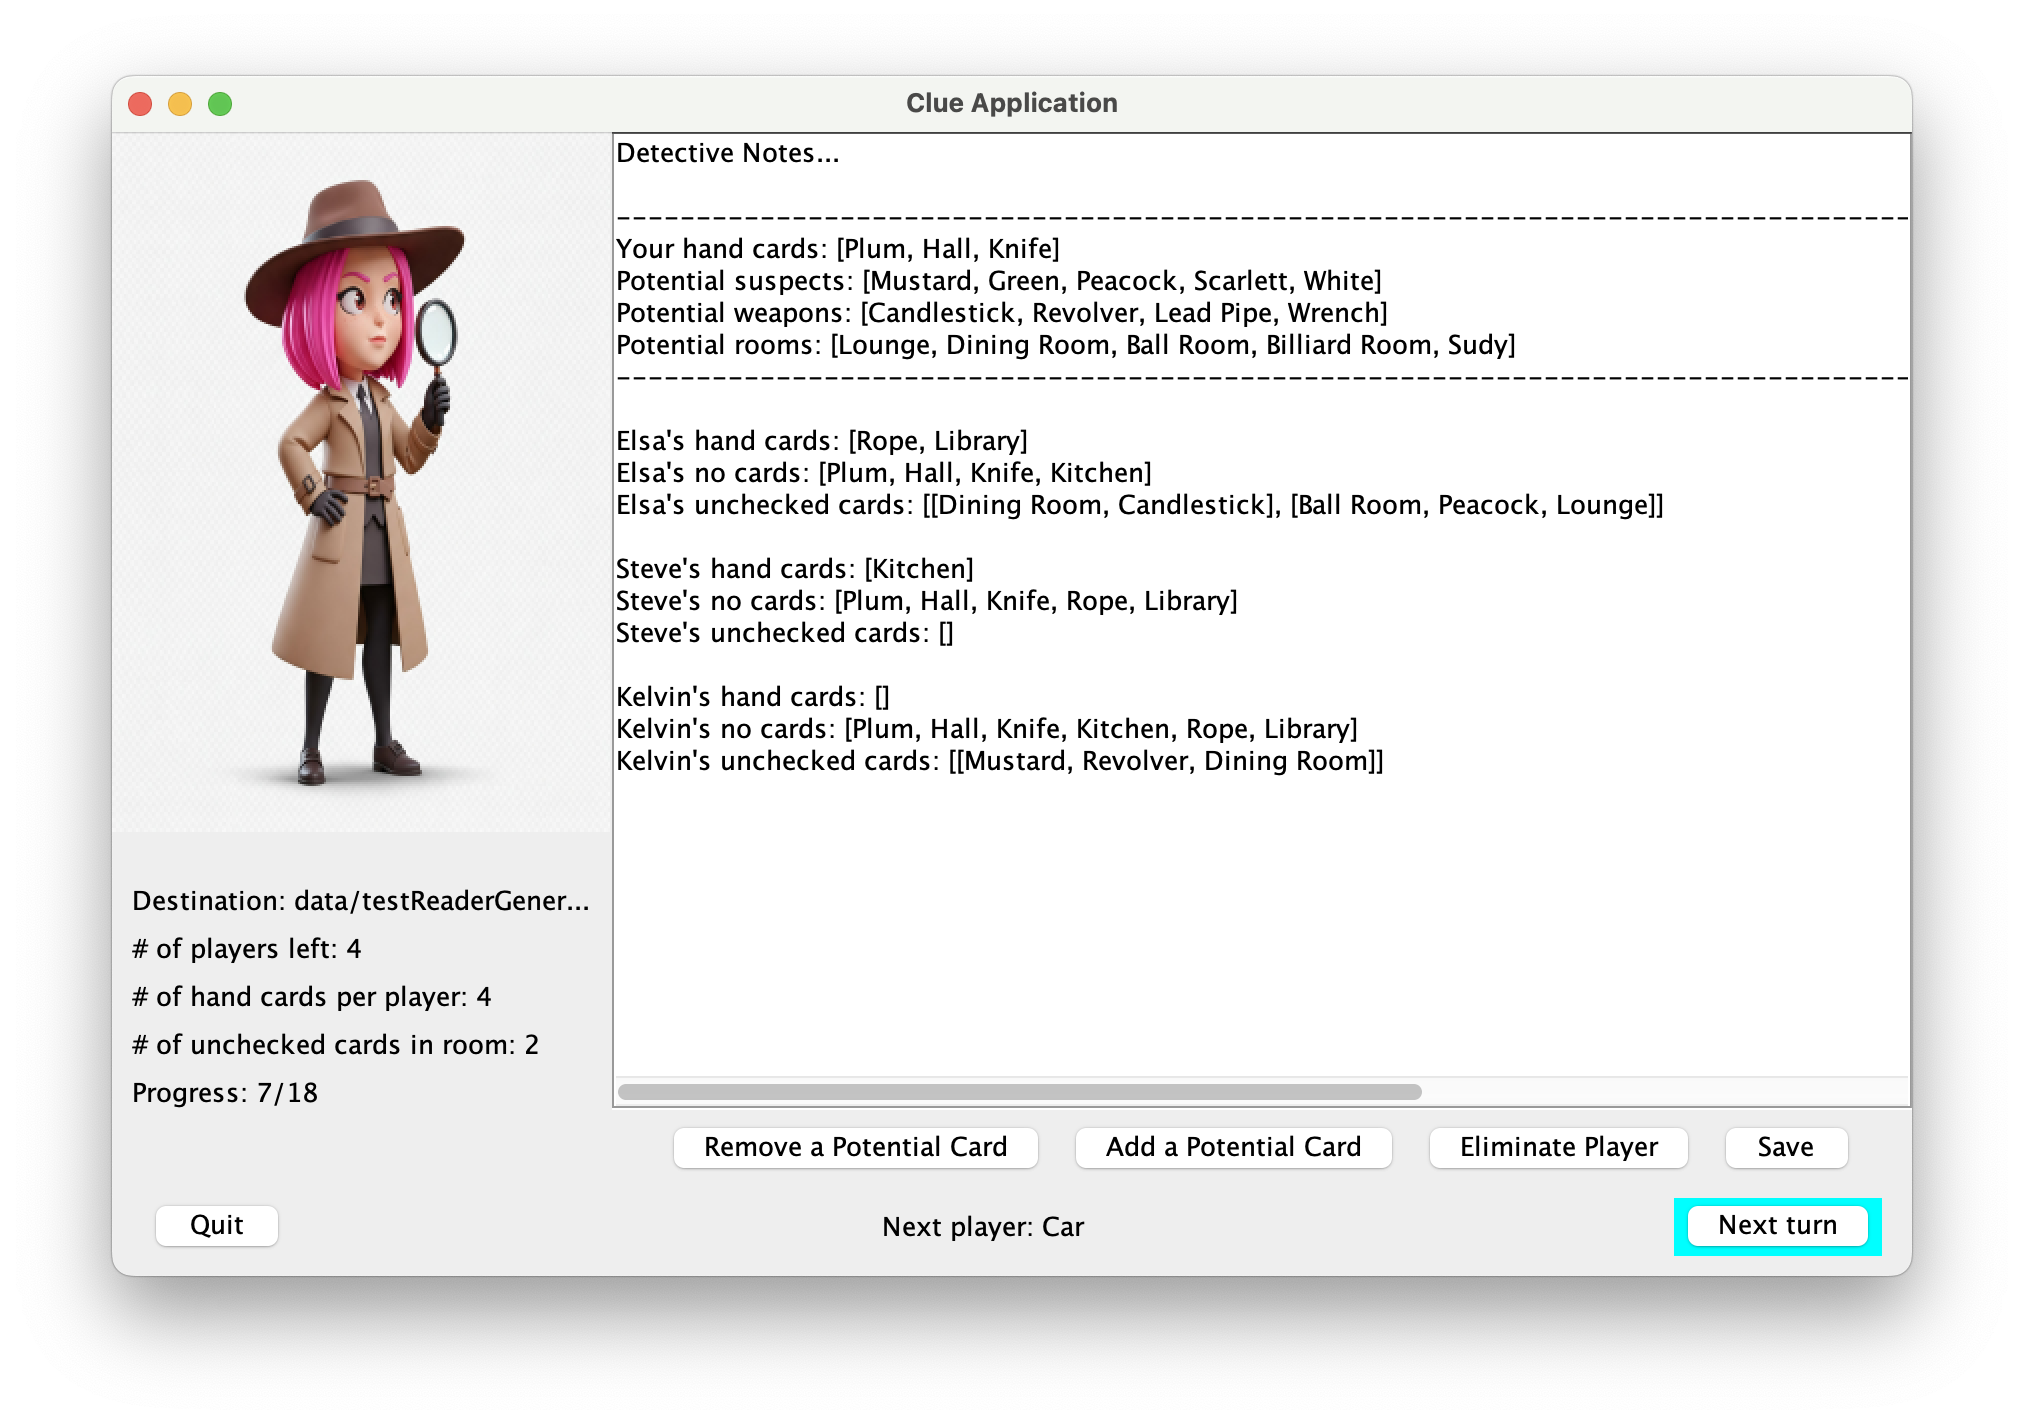 Clue Application
Detective Notes...
--------------------------------------------------------------------------------
Your hand cards: [Plum, Hall, Knife]
Potential suspects: [Mustard, Green, Peacock, Scarlett, White]
Potential weapons: [Candlestick, Revolver, Lead Pipe, Wrench]
Potential rooms: [Lounge, Dining Room, Ball Room, Billiard Room, Sudy]
--------------------------------------------------------------------------------
Elsa's hand cards: [Rope, Library]
Elsa's no cards: [Plum, Hall, Knife, Kitchen]
Elsa's unchecked cards: [[Dining Room, Candlestick], [Ball Room, Peacock, Lounge]]
Steve's hand cards: [Kitchen]
Steve's no cards: [Plum, Hall, Knife, Rope, Library]
Steve's unchecked cards: []
Kelvin's hand cards: []
Kelvin's no cards: [Plum, Hall, Knife, Kitchen, Rope, Library]
Kelvin's unchecked cards: [[Mustard, Revolver, Dining Room]]
Destination: data/testReaderGener...
# of players left: 4
# of hand cards per player: 4
# of unchecked cards in room: 2
Progress: 7/18
Remove a Potential Card
Add a Potential Card
Eliminate Player
Save
Quit
Next player: Car
Next turn